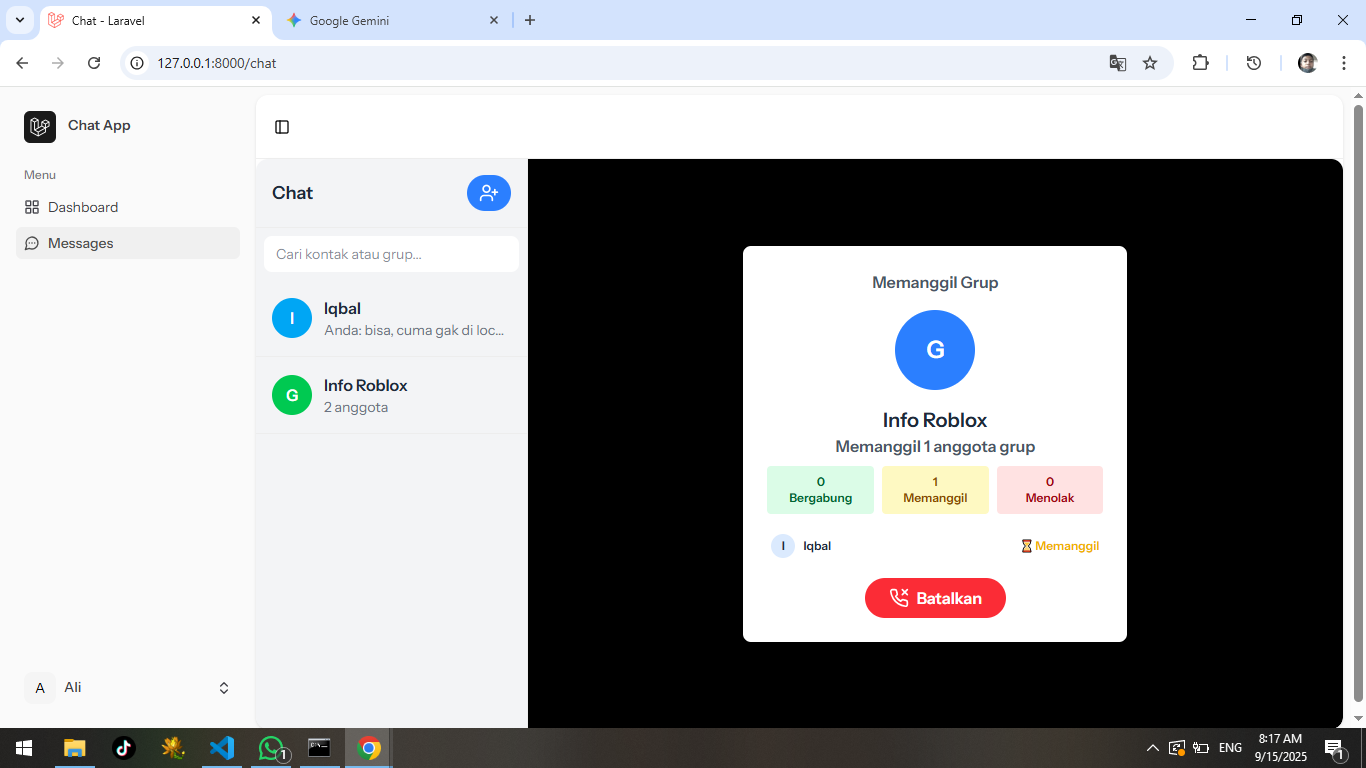 Chat - Laravel
Google Gemini
127.0.0.1:8000/chat
Chat App
Menu
Dashboard
Messages
A Ali
Chat
Cari kontak atau grup...
I
Iqbal
Anda: bisa, cuma gak di loc...
G
Info Roblox
2 anggota
Memanggil Grup
G
Info Roblox
Memanggil 1 anggota grup
0
Bergabung
1
Memanggil
0
Menolak
I Iqbal
⌛ Memanggil
Batalkan
1
ENG
8:17 AM
9/15/2025
1